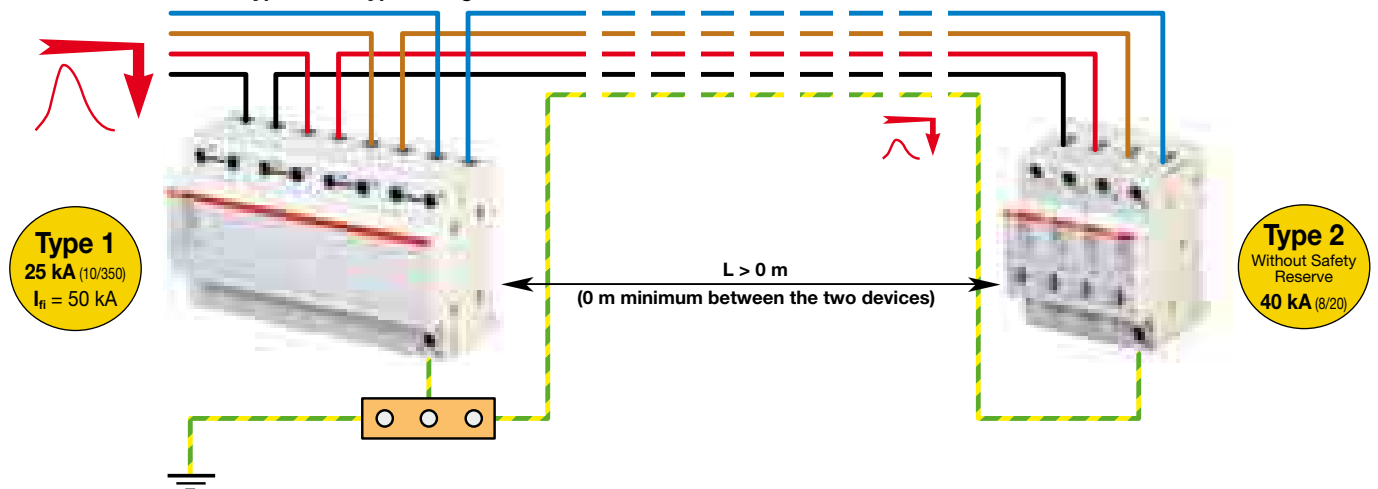 Type 1
25 kA (10/350)
Ifi = 50 kA
L > 0 m
(0 m minimum between the two devices)
Type 2
Without Safety
Reserve
40 kA (8/20)